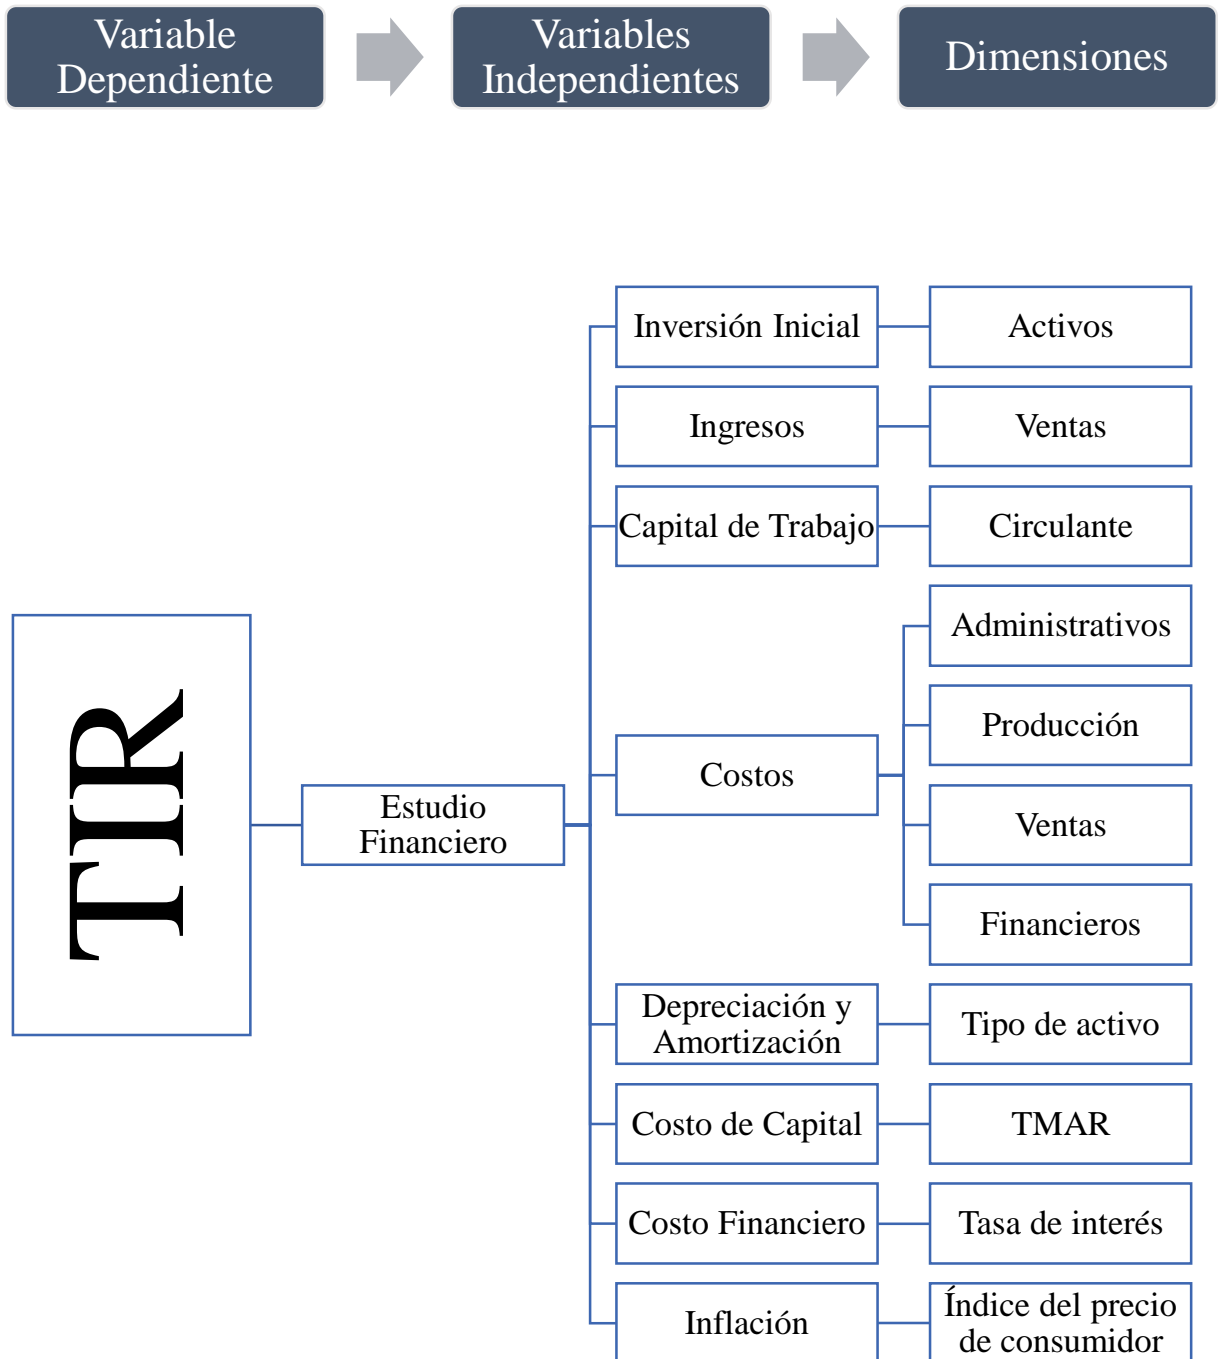 Variable
Dependiente
Variables
Independientes
Dimensiones
Inversión Inicial
Activos
Ingresos
Ventas
Capital de Trabajo
Circulante
Administrativos
Producción
Costos
Ventas
Financieros
TIR
Estudio
Financiero
Depreciación y
Amortización
Tipo de activo
Costo de Capital
TMAR
Costo Financiero
Tasa de interés
Inflación
Índice del precio
de consumidor